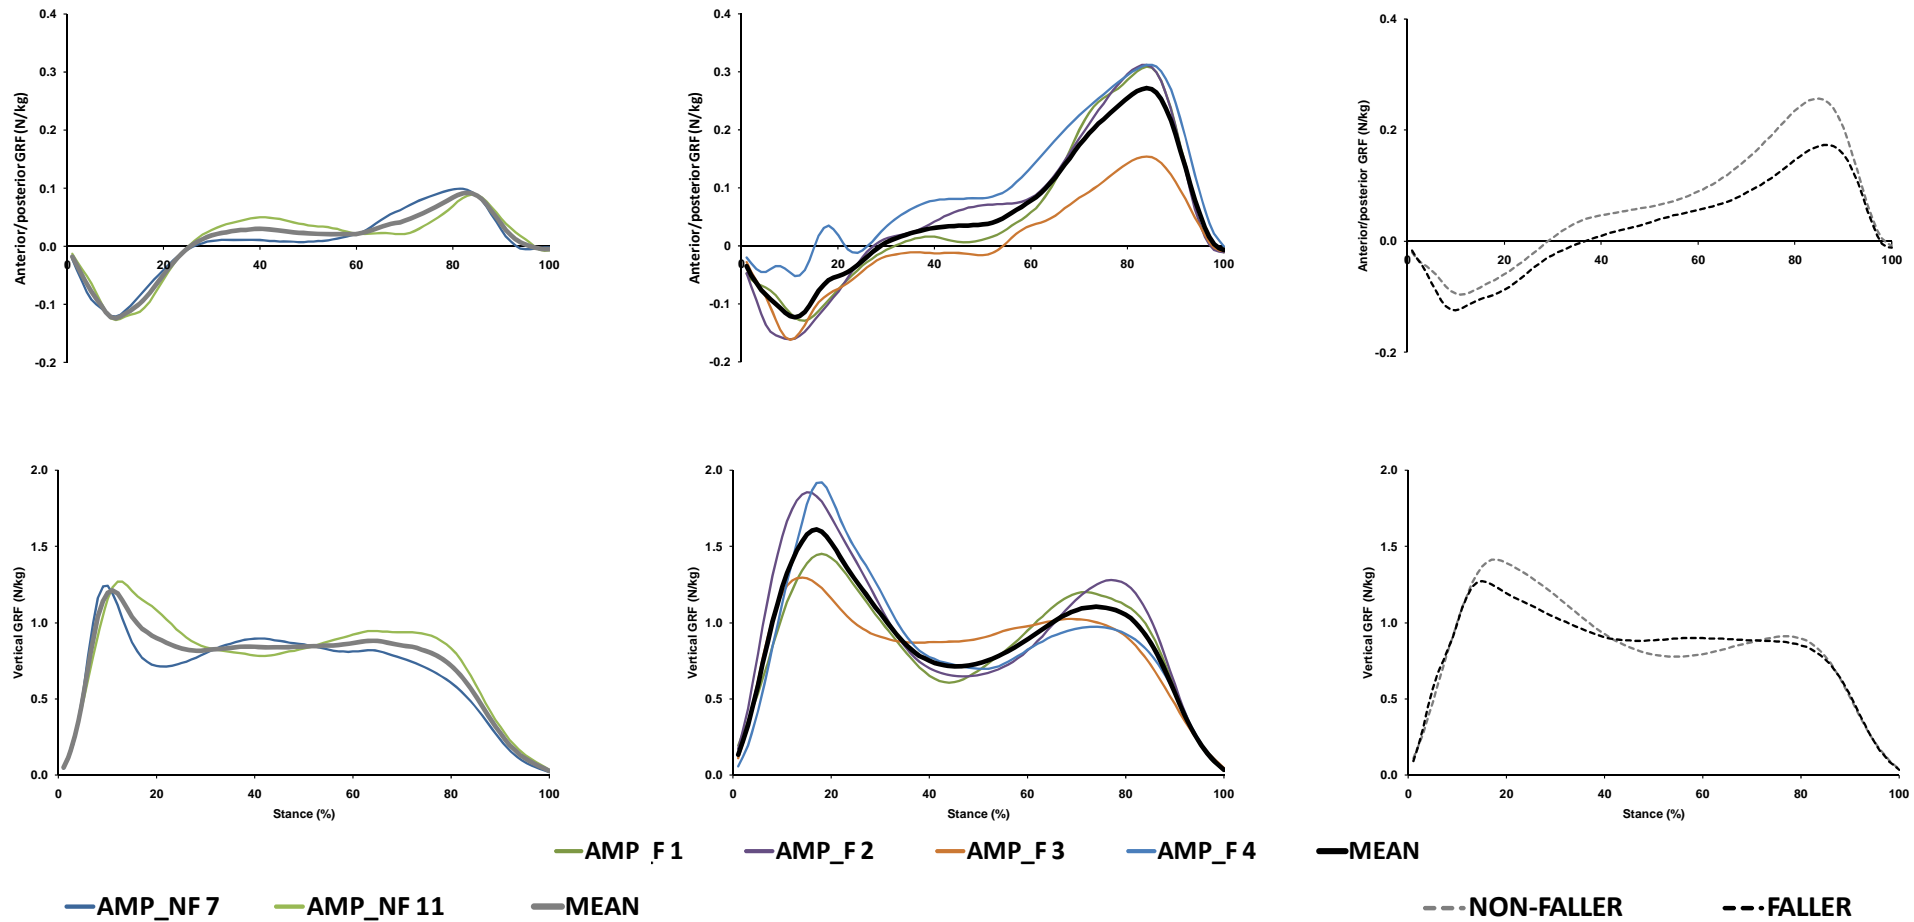 0.4
0.3
0.2
0.1
0.0
-0.1
-0.2
0 20 40 60 80 100
Anterior/posterior GRF (N/kg)
0.4
0.3
0.2
0.1
0
-0.1
-0.2
0 20 40 60 80 100
Anterior/posterior GRF (N/kg)
0.4
0.2
0.0
-0.2
0 20 40 60 80 100
Anterior/posterior GRF (N/kg)
2.0
1.5
1.0
0.5
0.0
0 20 40 60 80 100
Vertical GRF (N/kg)
Stance (%)
2.0
1.5
1.0
0.5
0.0
0 20 40 60 80 100
Vertical GRF (N/kg)
2.0
1.5
1.0
0.5
0.0
0 20 40 60 80 100
Vertical GRF (N/kg)
Stance (%)
AMP_F 1 AMP_F 2 AMP_F 3 AMP_F 4 MEAN
AMP_NF 7 AMP_NF 11 MEAN NON-FALLER FALLER